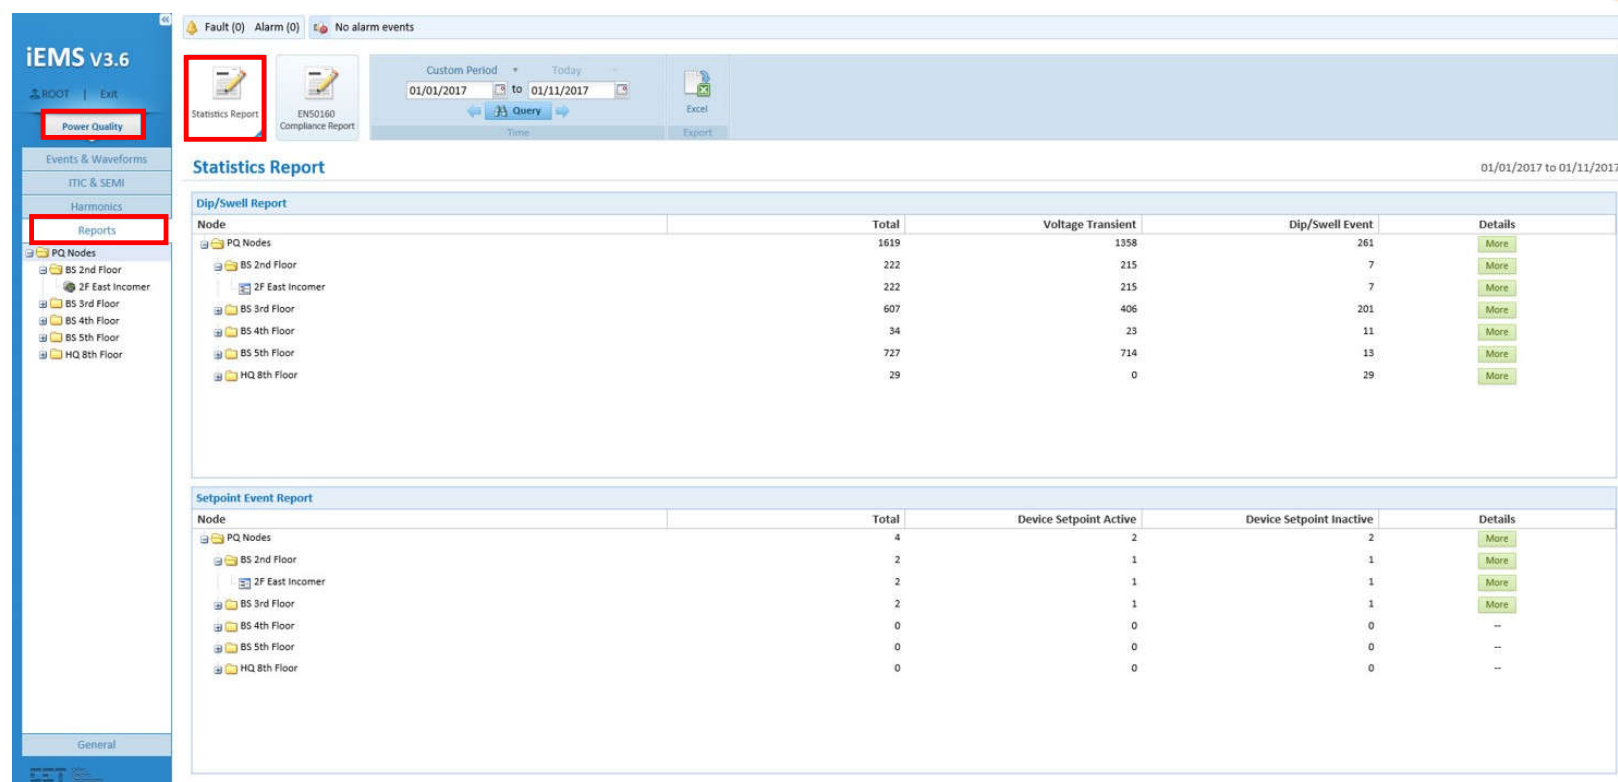 Fault (0) Alarm (0) No alarm events
iEMS V3.6
ROOT | Exit
Power Quality
Events & Waveforms
ITIC & SEMI
Harmonics
Reports
PQ Nodes
BS 2nd Floor
2F East Incomer
BS 3rd Floor
BS 4th Floor
BS 5th Floor
HQ 8th Floor
General
CET
Statistics Report
EN50160
Compliance Report
Custom Period Today
01/01/2017 to 01/11/2017
Query
Time
Excel
Export
Statistics Report 01/01/2017 to 01/11/2017
Dip/Swell Report
Node Total Voltage Transient Dip/Swell Event Details
PQ Nodes 1619 1358 261 More
BS 2nd Floor 222 215 7 More
2F East Incomer 222 215 7 More
BS 3rd Floor 607 406 201 More
BS 4th Floor 34 23 11 More
BS 5th Floor 727 714 13 More
HQ 8th Floor 29 0 29 More
Setpoint Event Report
Node Total Device Setpoint Active Device Setpoint Inactive Details
PQ Nodes 4 2 2 More
BS 2nd Floor 2 1 1 More
2F East Incomer 2 1 1 More
BS 3rd Floor 2 1 1 More
BS 4th Floor 0 0 0 --
BS 5th Floor 0 0 0 --
HQ 8th Floor 0 0 0 --